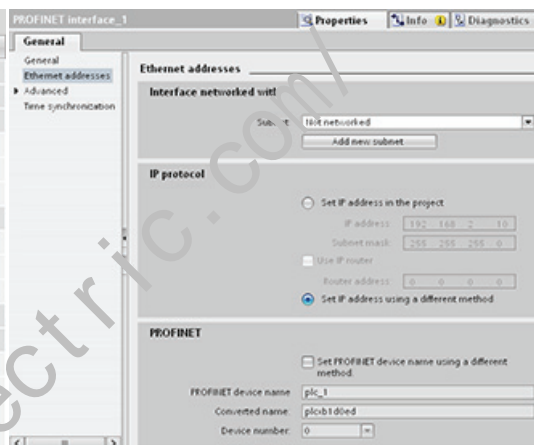 PROFINET interface_1
Properties
Info
Diagnostics
General
General
Ethernet addresses
Advanced
Time synchronization
Ethernet addresses
Interface networked with
Subnet:
Not networked
Add new subnet
IP protocol
Set IP address in the project
IP address: 192 . 168 . 2 . 10
Subnet mask: 255 . 255 . 255 . 0
Use IP router
Router address: 0 . 0 . 0 . 0
Set IP address using a different method
PROFINET
Set PROFINET device name using a different
method.
PROFINET device name plc_1
Converted name: plcxb1d0ed
Device number: 0
ectric.com/